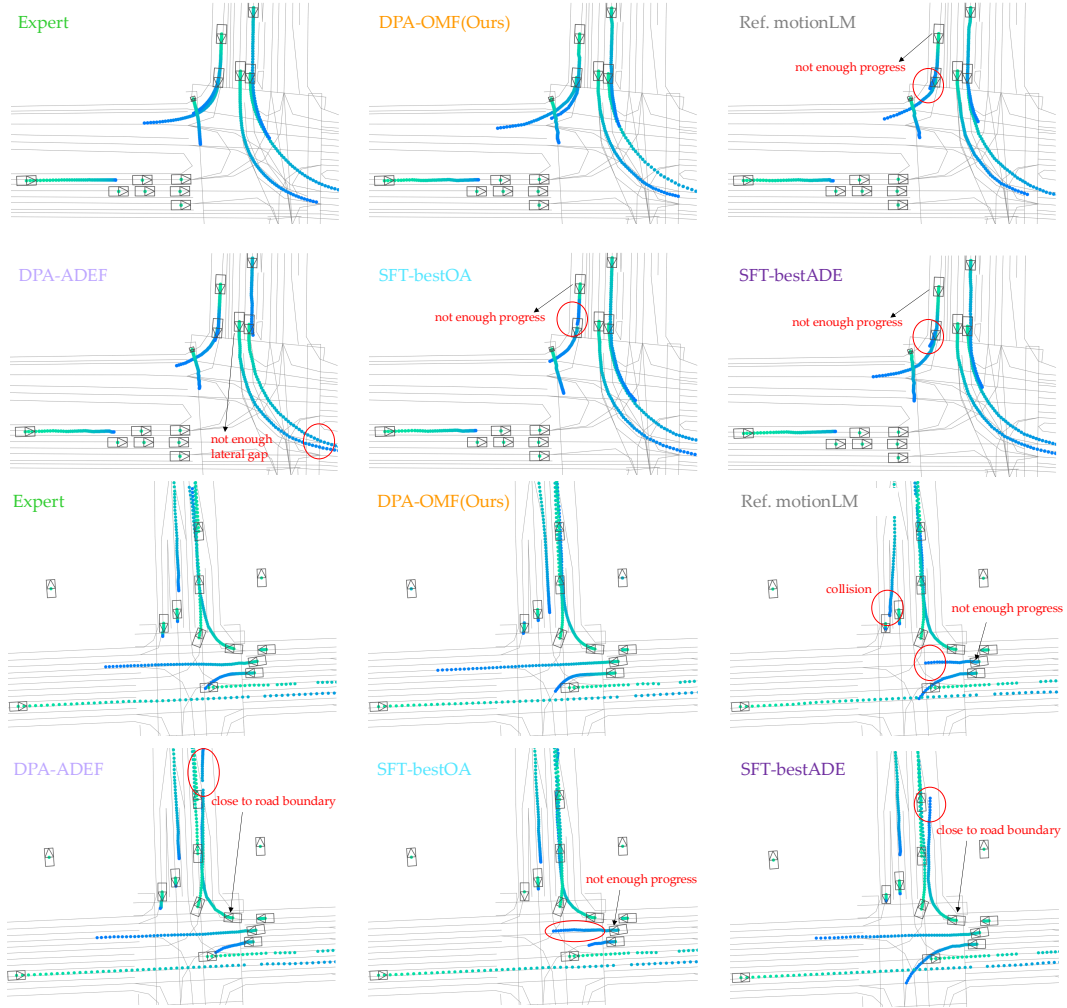 Expert
DPA-OMF(Ours)
Ref. motionLM
not enough progress
DPA-ADEF
SFT-bestOA
SFT-bestADE
not enough progress
not enough progress
not enough
lateral gap
Expert
DPA-OMF(Ours)
Ref. motionLM
collision
not enough progress
DPA-ADEF
SFT-bestOA
SFT-bestADE
close to road boundary
not enough progress
close to road boundary